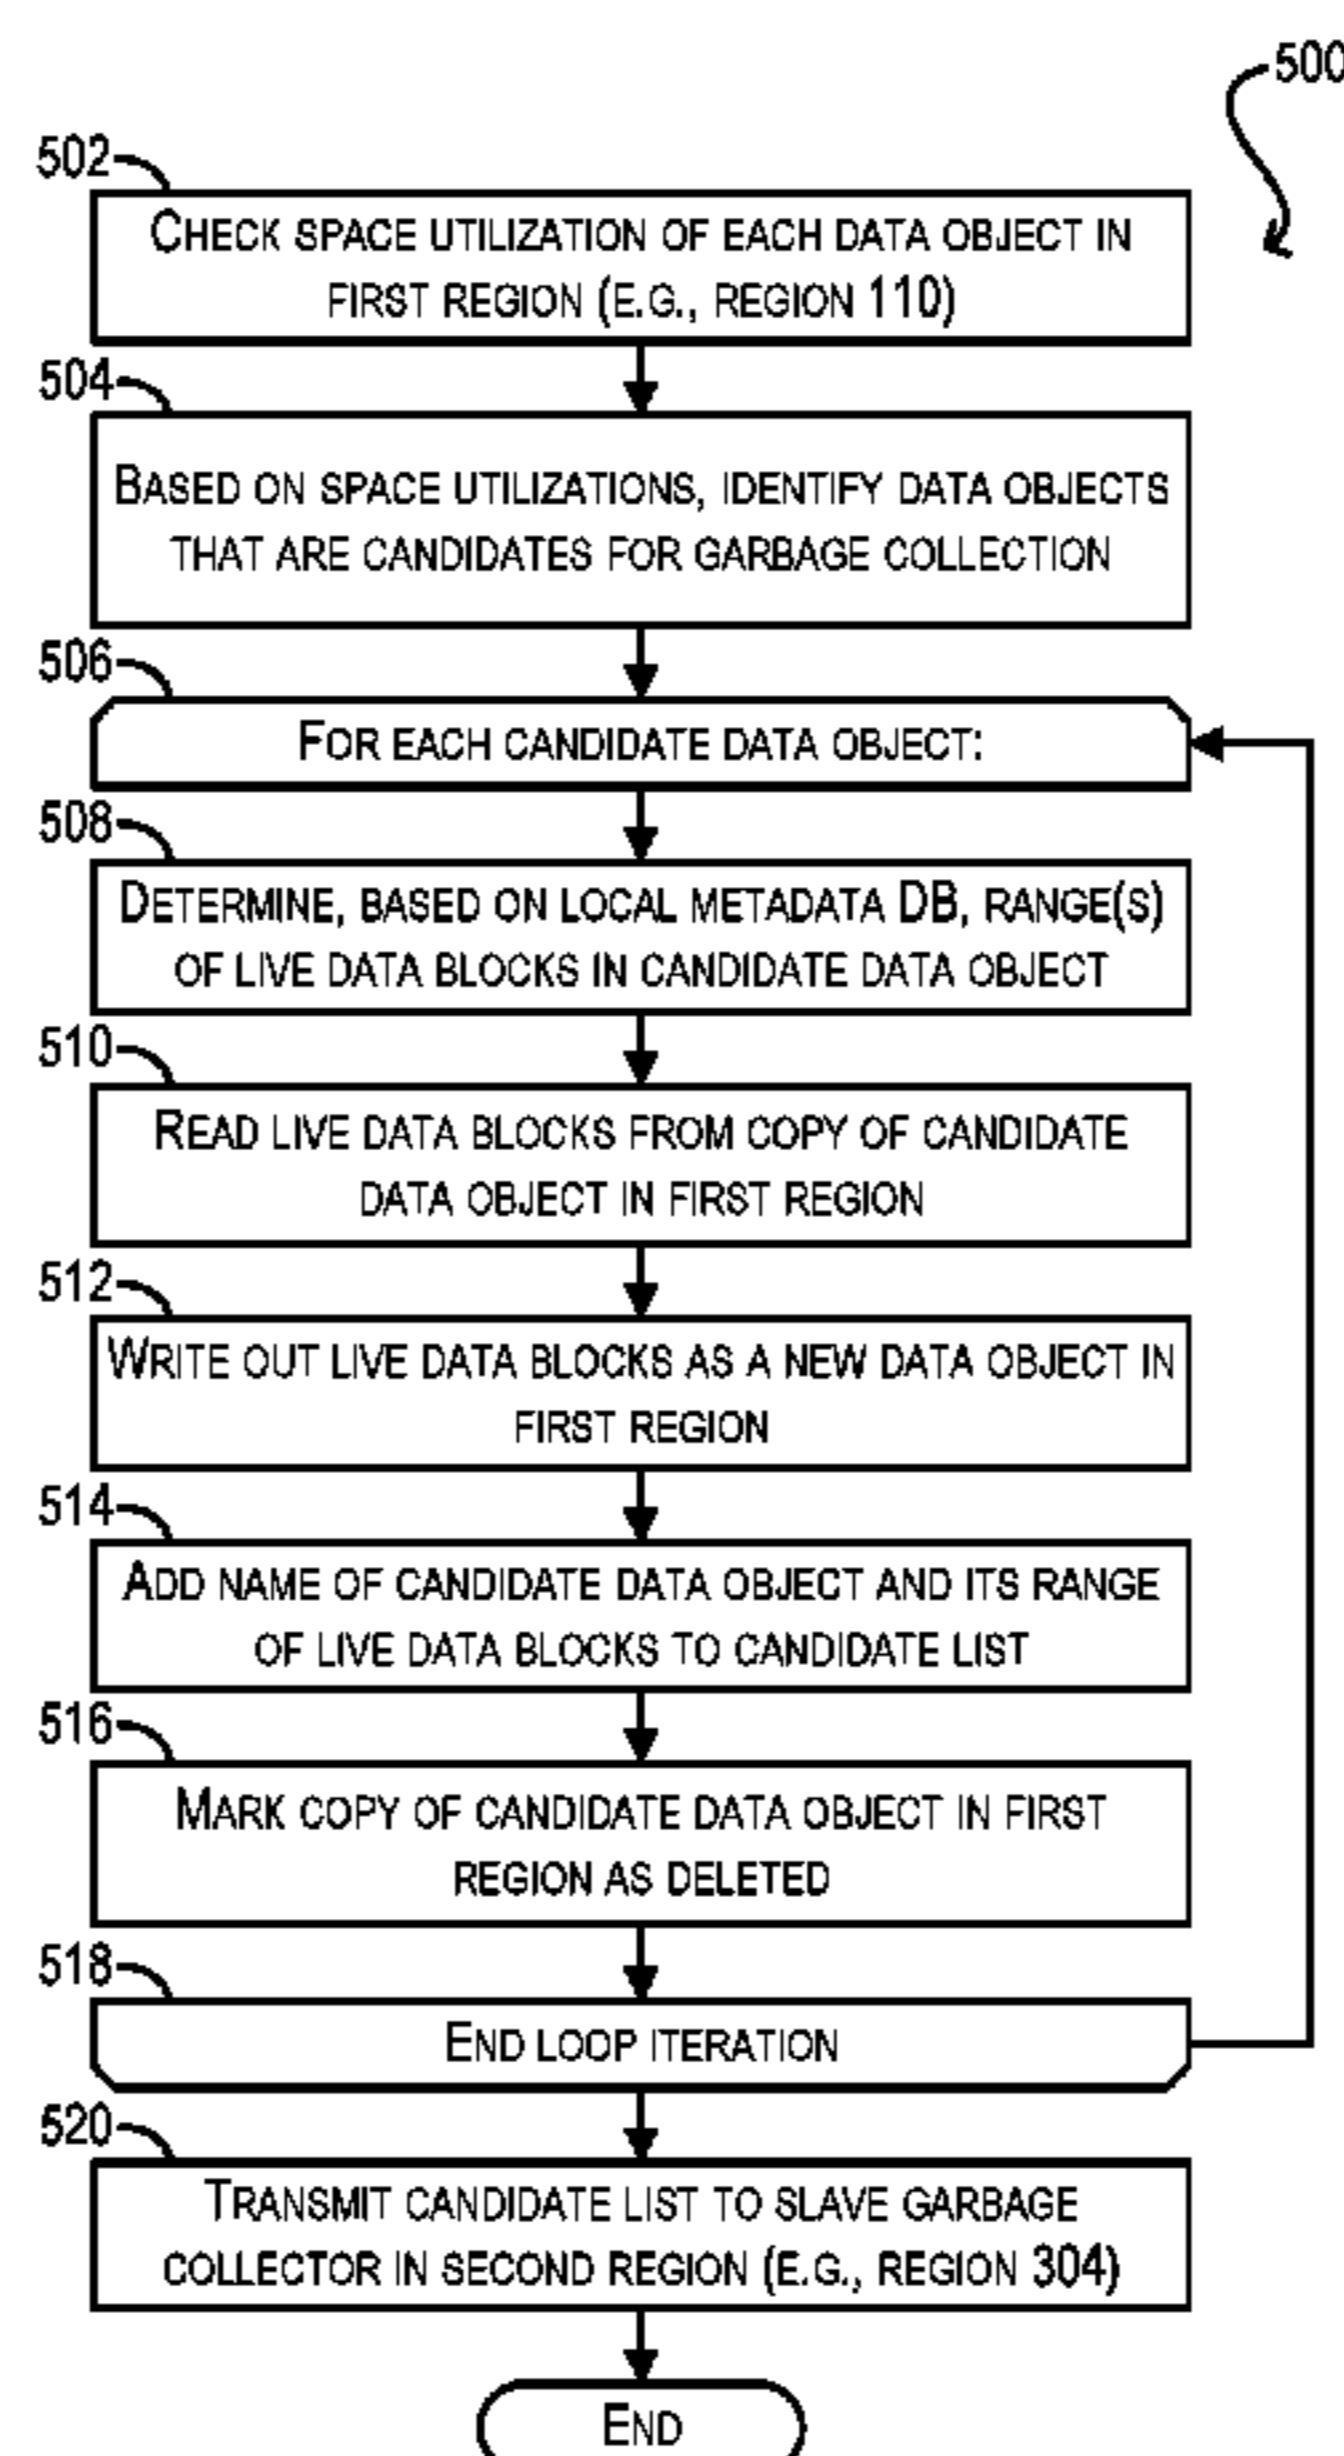 500
502
CHECK SPACE UTILIZATION OF EACH DATA OBJECT IN
FIRST REGION (E.G., REGION 110)
504
BASED ON SPACE UTILIZATIONS, IDENTIFY DATA OBJECTS
THAT ARE CANDIDATES FOR GARBAGE COLLECTION
506
FOR EACH CANDIDATE DATA OBJECT:
508
DETERMINE, BASED ON LOCAL METADATA DB, RANGE(S)
OF LIVE DATA BLOCKS IN CANDIDATE DATA OBJECT
510
READ LIVE DATA BLOCKS FROM COPY OF CANDIDATE
DATA OBJECT IN FIRST REGION
512
WRITE OUT LIVE DATA BLOCKS AS A NEW DATA OBJECT IN
FIRST REGION
514
ADD NAME OF CANDIDATE DATA OBJECT AND ITS RANGE
OF LIVE DATA BLOCKS TO CANDIDATE LIST
516
MARK COPY OF CANDIDATE DATA OBJECT IN FIRST
REGION AS DELETED
518
END LOOP ITERATION
520
TRANSMIT CANDIDATE LIST TO SLAVE GARBAGE
COLLECTOR IN SECOND REGION (E.G., REGION 304)
END